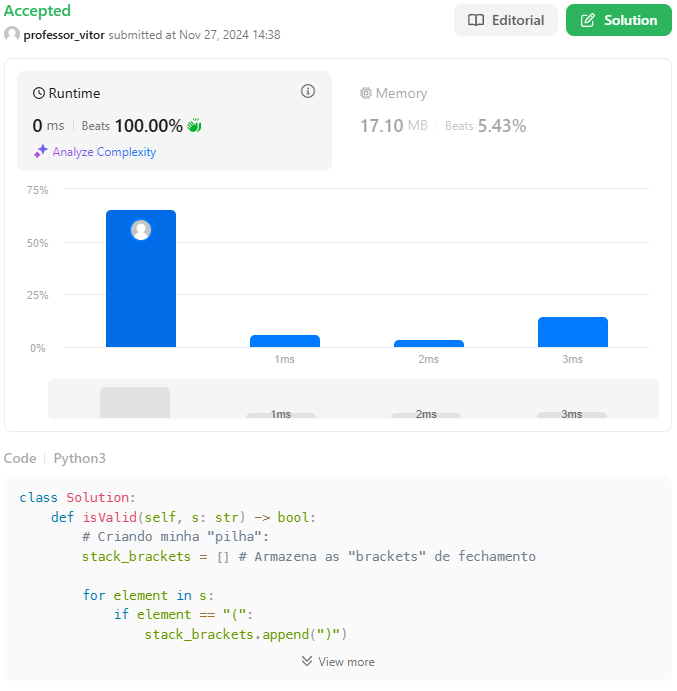 Accepted
Editorial
Solution
professor_vitor submitted at Nov 27, 2024 14:38
Runtime
Memory
0 ms Beats 100.00%
17.10 MB Beats 5.43%
Analyze Complexity
75%
50%
25%
0%
1ms 2ms 3ms
1ms 2ms 3ms
Code Python3
class Solution:
    def isValid(self, s: str) -> bool:
        # Criando minha "pilha":
        stack_brackets = [] # Armazena as "brackets" de fechamento
        for element in s:
            if element == "(":
                stack_brackets.append(")")
View more